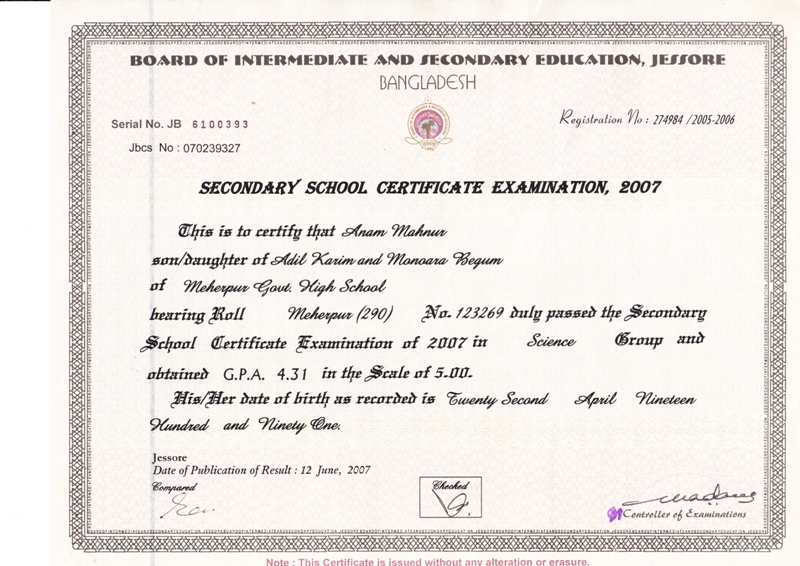 BOARD OF INTERMEDIATE AND SECONDARY EDUCATION, JESSORE
BANGLADESH
Serial No. JB 6100393
Registration No : 274984 /2005-2006
Jbcs No : 070239327
SECONDARY SCHOOL CERTIFICATE EXAMINATION, 2007
This is to certify that Anam Mahnur
son/daughter of Adil Karim and Monoara Begum
of Meherpur Govt. High School
bearing Roll Meherpur (290) No. 123269 duly passed the Secondary
School Certificate Examination of 2007 in Science Group and
obtained G.P.A. 4.31 in the Scale of 5.00.
His/Her date of birth as recorded is Twenty Second April Nineteen
Hundred and Ninety One.
Jessore
Date of Publication of Result : 12 June, 2007
Compared
Checked
Controller of Examinations
Note : This Certificate is issued without any alteration or erasure.